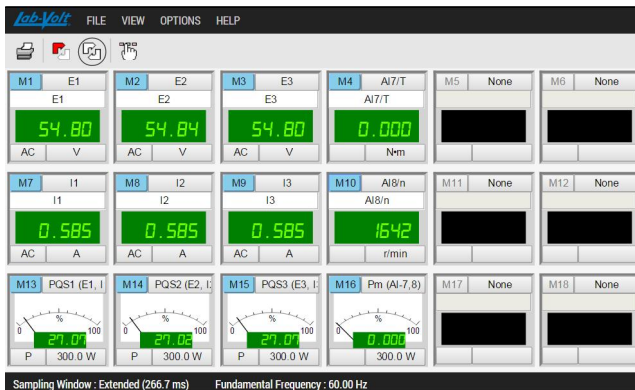 Lab-Volt FILE VIEW OPTIONS HELP
M1 E1 M2 E2 M3 E3 M4 AI7/T M5 None M6 None
E1 E2 E3 AI7/T
54.80 54.84 54.80 0.000
AC V AC V AC V N•m
M7 I1 M8 I2 M9 I3 M10 AI8/n M11 None M12 None
I1 I2 I3 AI8/n
0.585 0.585 0.585 1642
AC A AC A AC A r/min
M13 PQS1 (E1, I M14 PQS2 (E2, I: M15 PQS3 (E3, I: M16 Pm (AI-7,8) M17 None M18 None
% % % %
0 100 0 100 0 100 0 100
27.07 27.02 27.07 0.000
P 300.0 W P 300.0 W P 300.0 W 300.0 W
Sampling Window : Extended (266.7 ms) Fundamental Frequency : 60.00 Hz